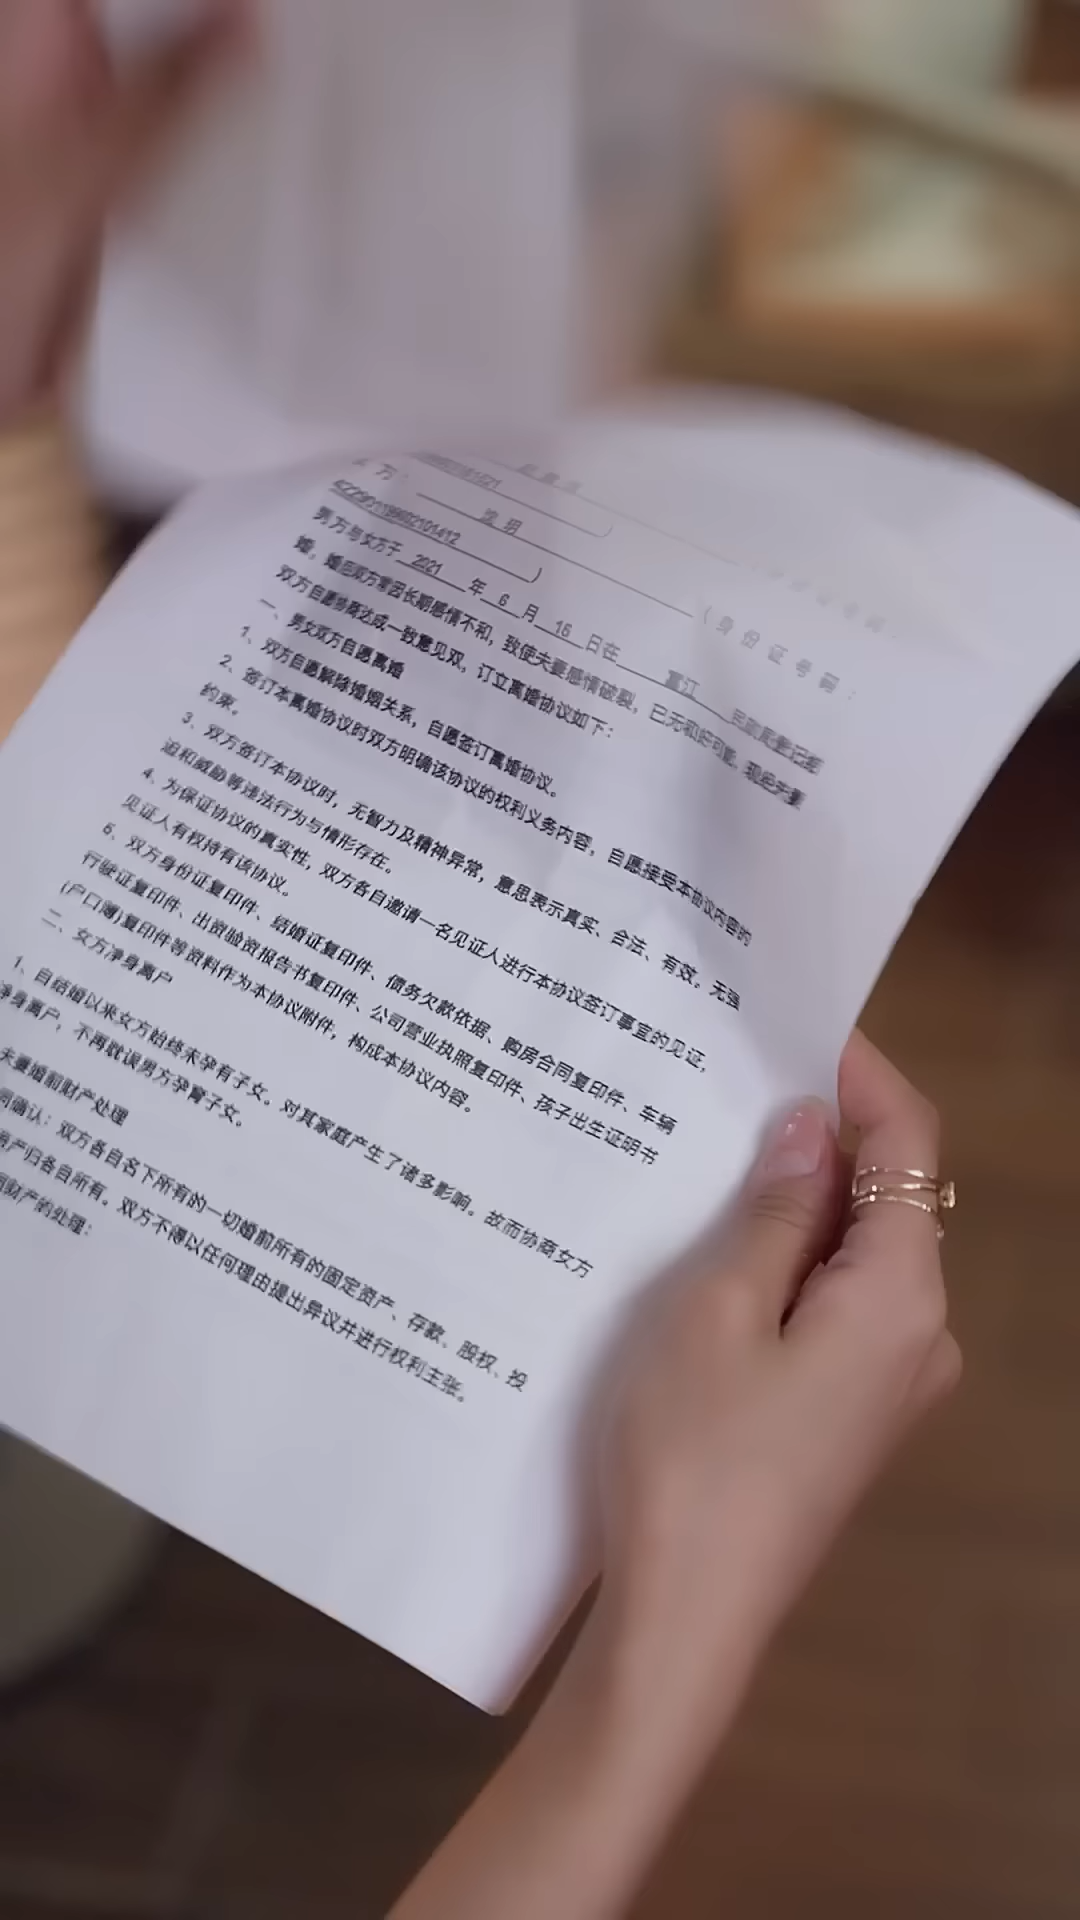 方：
沈 明 （ 身 份 证 号 码 ：
）
男方与女方于 2021 年 6 月 16 日在 富江 民政局登记结
婚，婚后双方常因长期感情不和，致使夫妻感情破裂，已无和好可能，现经夫妻
双方自愿协商达成一致意见双，订立离婚协议如下：
一、男女双方自愿离婚
1、双方自愿解除婚姻关系，自愿签订离婚协议。
2、签订本离婚协议时双方明确该协议的权利义务内容，自愿接受本协议内容的
约束。
3、双方签订本协议时，无智力及精神异常，意思表示真实、合法、有效。无强
迫和威胁等违法行为与情形存在。
4、为保证协议的真实性，双方各自邀请一名见证人进行本协议签订事宜的见证，
见证人有权持有该协议。
5、双方身份证复印件、结婚证复印件、债务欠款依据、购房合同复印件、车辆
行驶证复印件、出资验资报告书复印件、公司营业执照复印件、孩子出生证明书
(户口簿)复印件等资料作为本协议附件，构成本协议内容。
二、女方净身离户
1、自结婚以来女方始终未孕有子女。对其家庭产生了诸多影响。故而协商女方
净身离户，不再耽误男方孕育子女。
夫妻婚前财产处理
确认：双方各自名下所有的一切婚前所有的固定资产、存款、股权、投
产归各自所有。双方不得以任何理由提出异议并进行权利主张。
财产的处理：